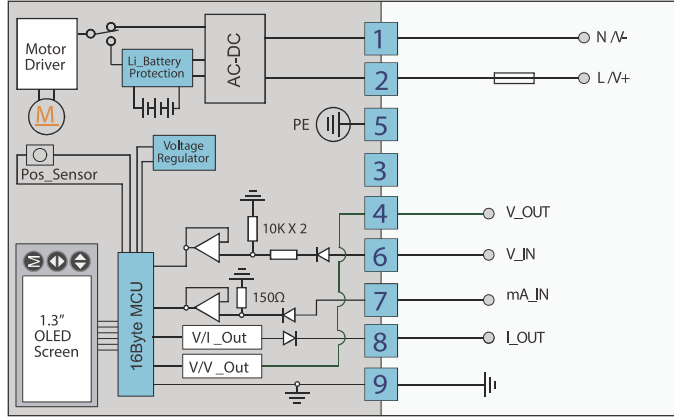 Motor
Driver
M
Li_Battery
Protection
AC-DC
1
N /V-
2
L /V+
PE
5
3
Pos_Sensor
Voltage
Regulator
4
V_OUT
10K X 2
6
V_IN
M
1.3”
OLED
Screen
16Byte MCU
150Ω
7
mA_IN
V/I _Out
8
I_OUT
V/V _Out
9